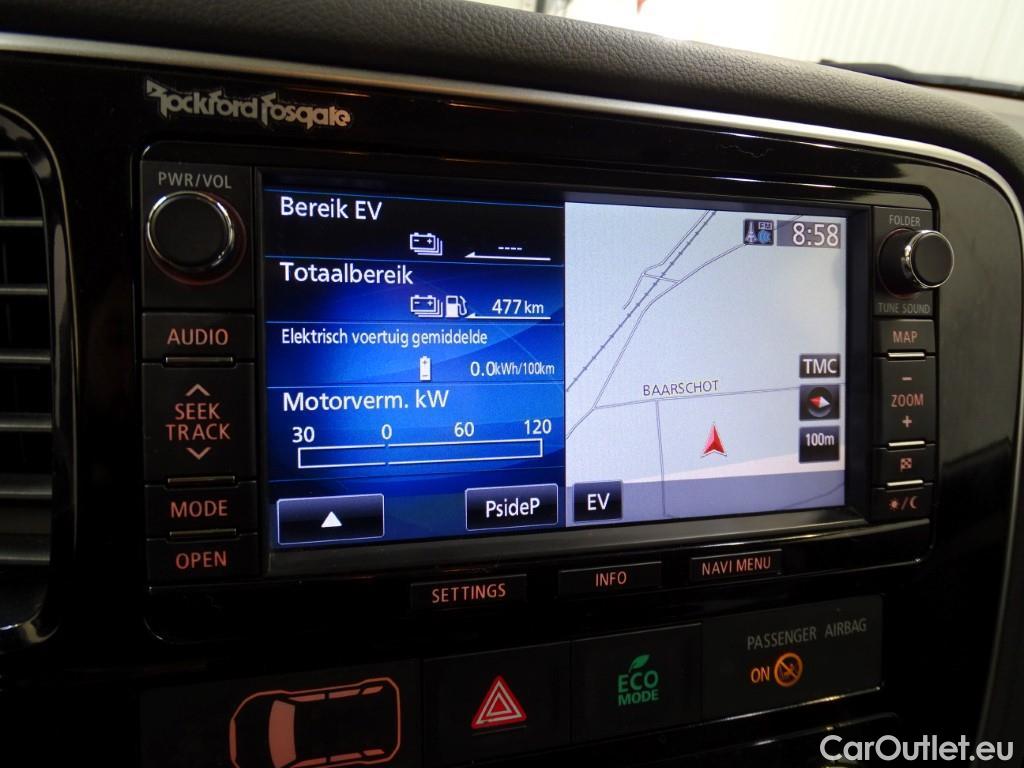 Rockford Fosgate
PWR/VOL
AUDIO
SEEK
TRACK
MODE
OPEN
Bereik EV
----
Totaalbereik
477 km
Elektrisch voertuig gemiddelde
0.0kWh/100km
Motorverm. kW
30 0 60 120
PsideP
FM
8:58
TMC
BAARSCHOT
100m
EV
FOLDER
TUNE SOUND
MAP
−
ZOOM
+
SETTINGS
INFO
NAVI MENU
ECO
MODE
PASSENGER AIRBAG
ON
CarOutlet.eu